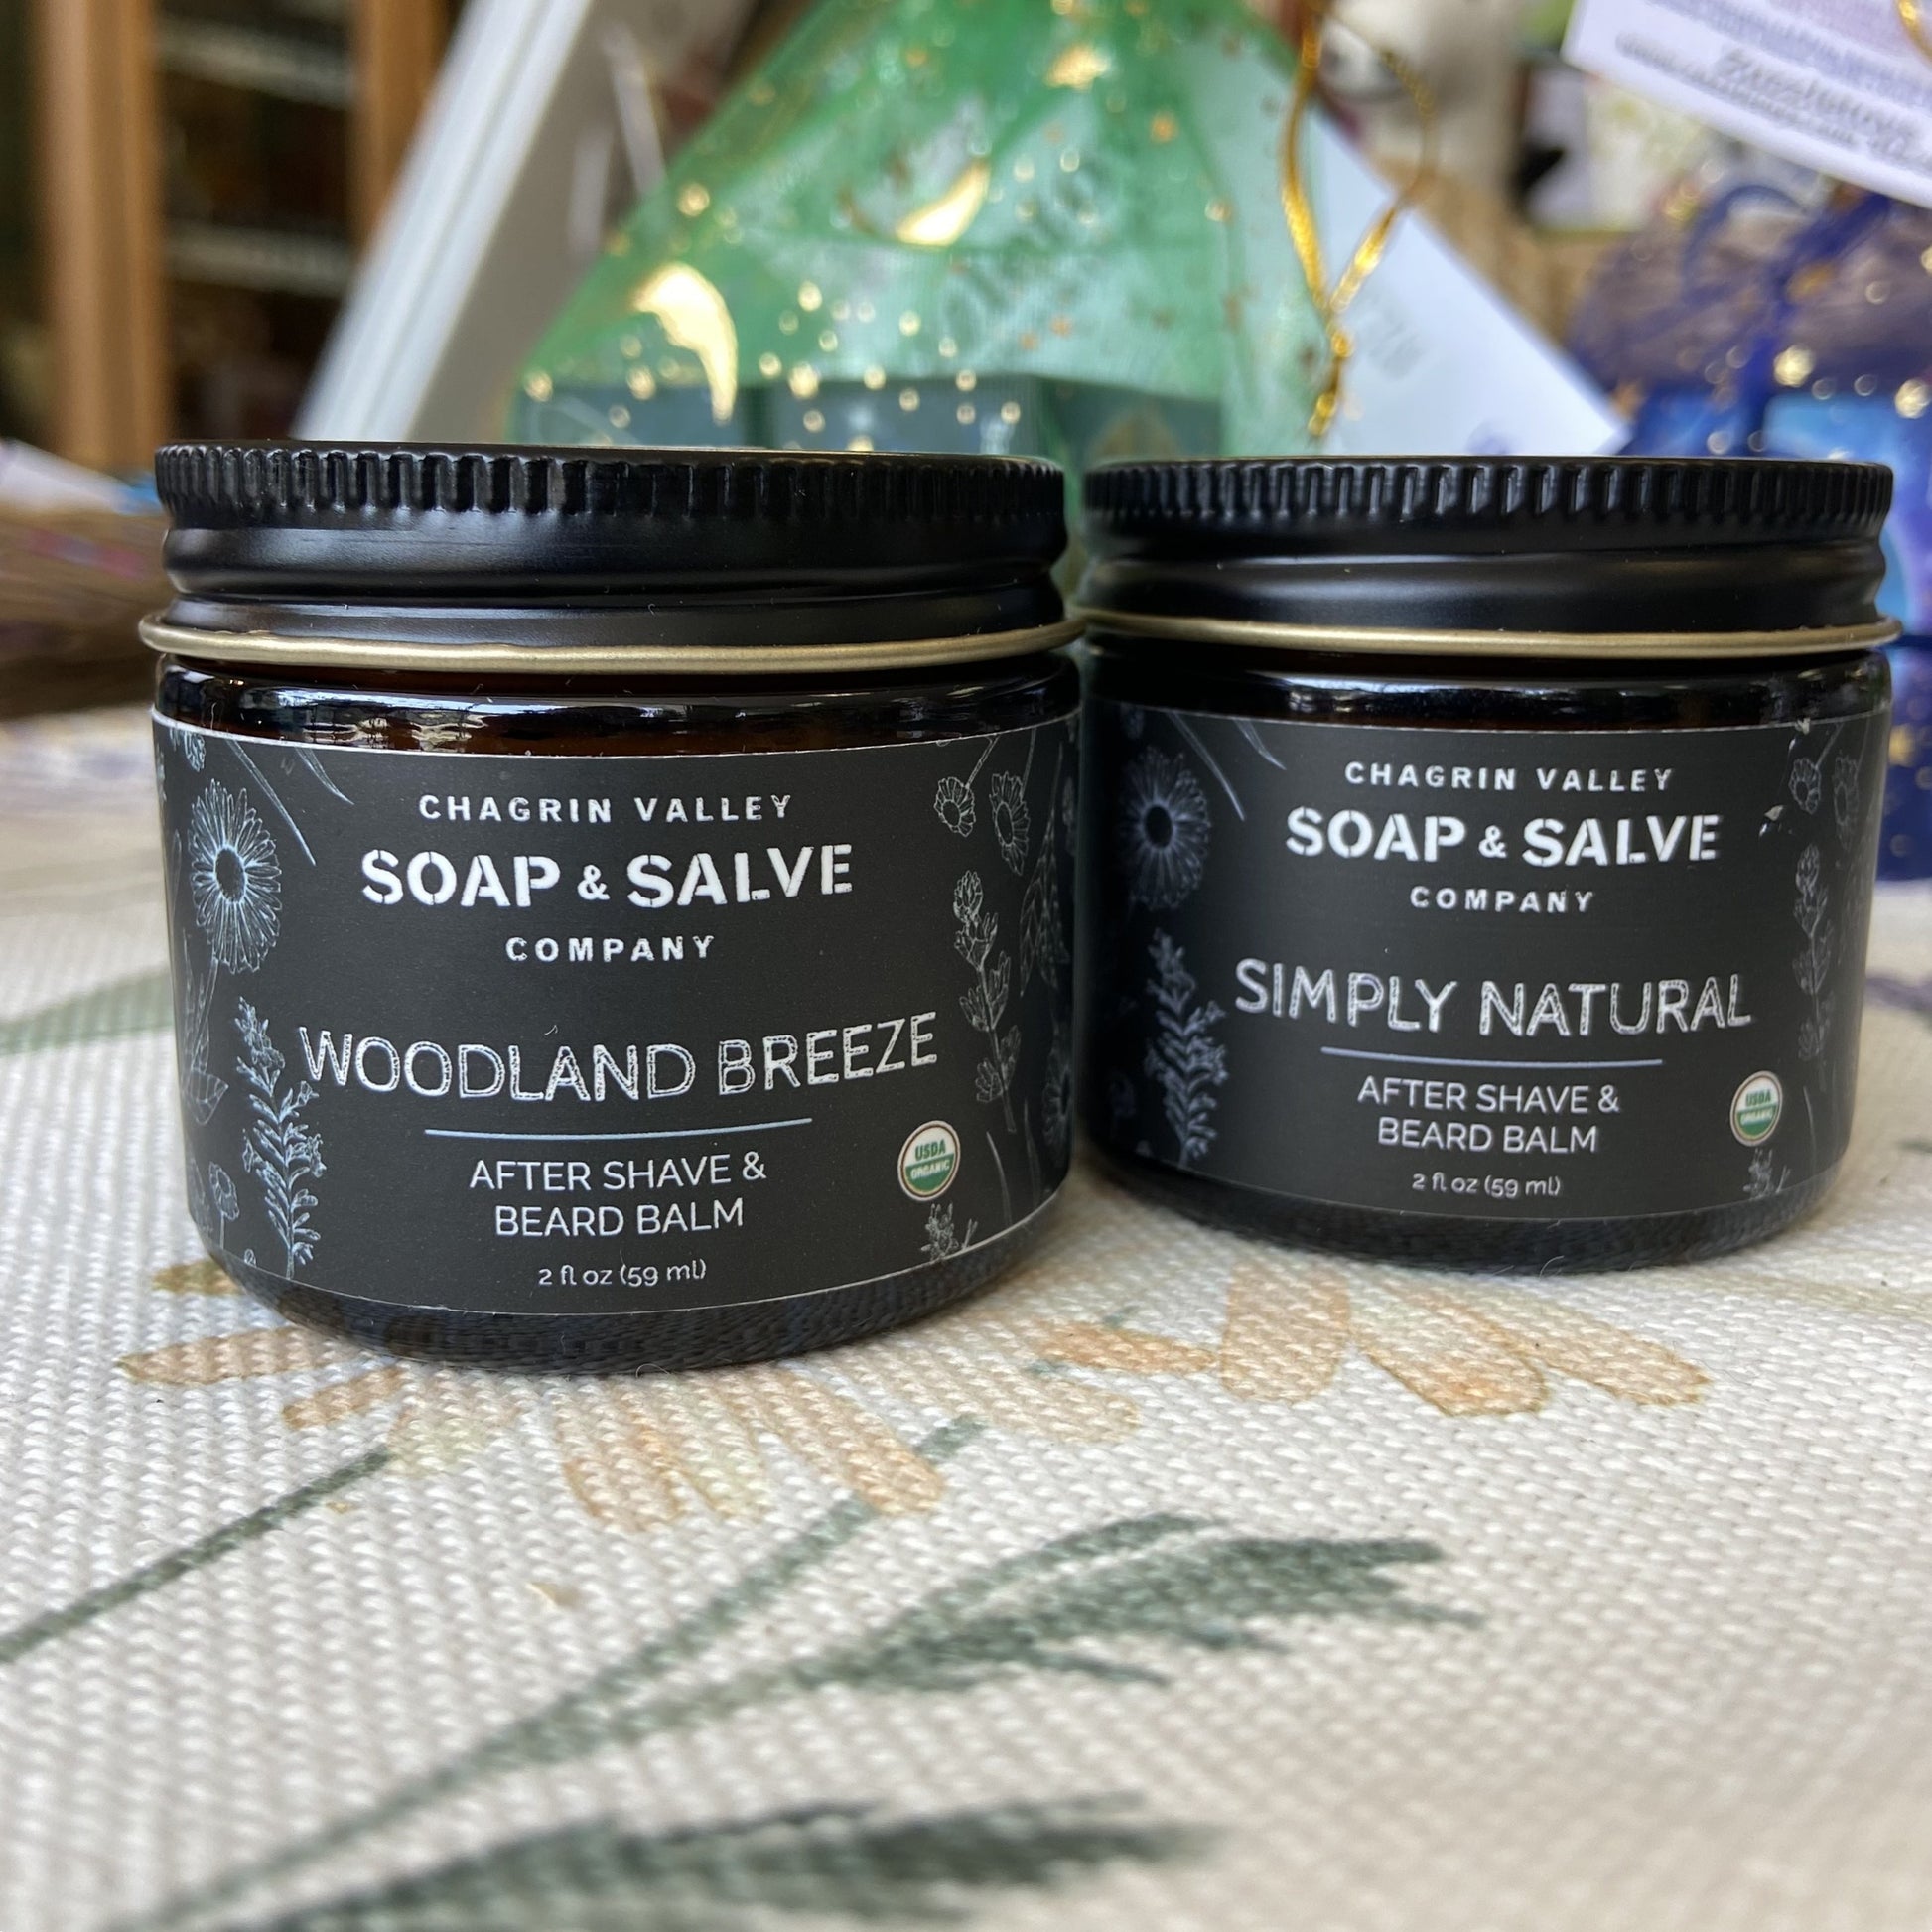 CHAGRIN VALLEY
SOAP & SALVE
COMPANY
WOODLAND BREEZE
AFTER SHAVE &
BEARD BALM
2 fl oz (59 ml)
USDA
ORGANIC
CHAGRIN VALLEY
SOAP & SALVE
COMPANY
SIMPLY NATURAL
AFTER SHAVE &
BEARD BALM
2 fl oz (59 ml)
USDA
ORGANIC